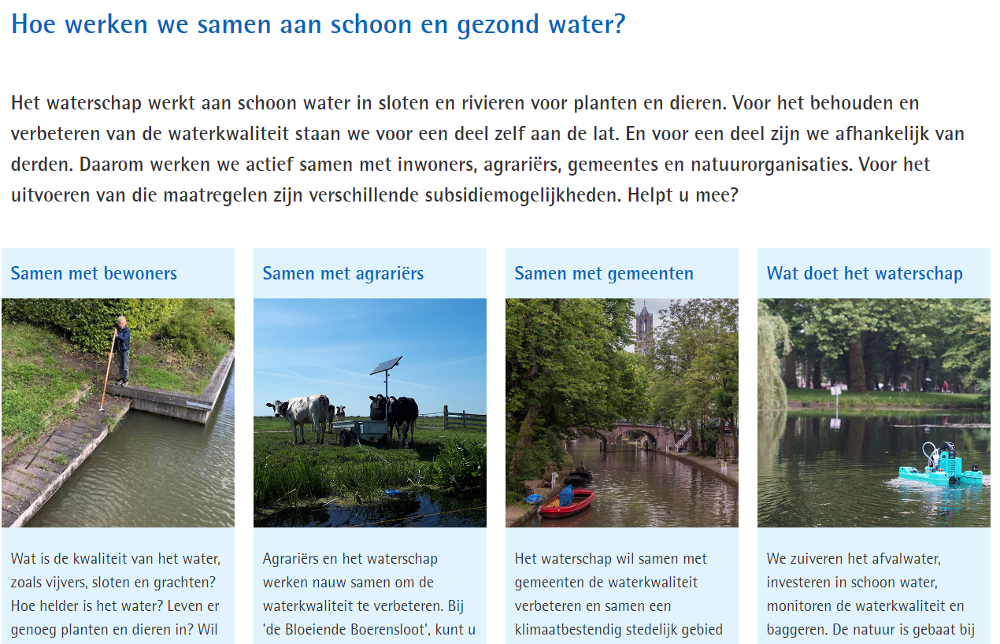 Hoe werken we samen aan schoon en gezond water?
Het waterschap werkt aan schoon water in sloten en rivieren voor planten en dieren. Voor het behouden en
verbeteren van de waterkwaliteit staan we voor een deel zelf aan de lat. En voor een deel zijn we afhankelijk van
derden. Daarom werken we actief samen met inwoners, agrariërs, gemeentes en natuurorganisaties. Voor het
uitvoeren van die maatregelen zijn verschillende subsidiemogelijkheden. Helpt u mee?
Samen met bewoners
Wat is de kwaliteit van het water,
zoals vijvers, sloten en grachten?
Hoe helder is het water? Leven er
genoeg planten en dieren in? Wil
Samen met agrariërs
Agrariërs en het waterschap
werken nauw samen om de
waterkwaliteit te verbeteren. Bij
'de Bloeiende Boerensloot', kunt u
Samen met gemeenten
Het waterschap wil samen met
gemeenten de waterkwaliteit
verbeteren en samen een
klimaatbestendig stedelijk gebied
Wat doet het waterschap
We zuiveren het afvalwater,
investeren in schoon water,
monitoren de waterkwaliteit en
baggeren. De natuur is gebaat bij